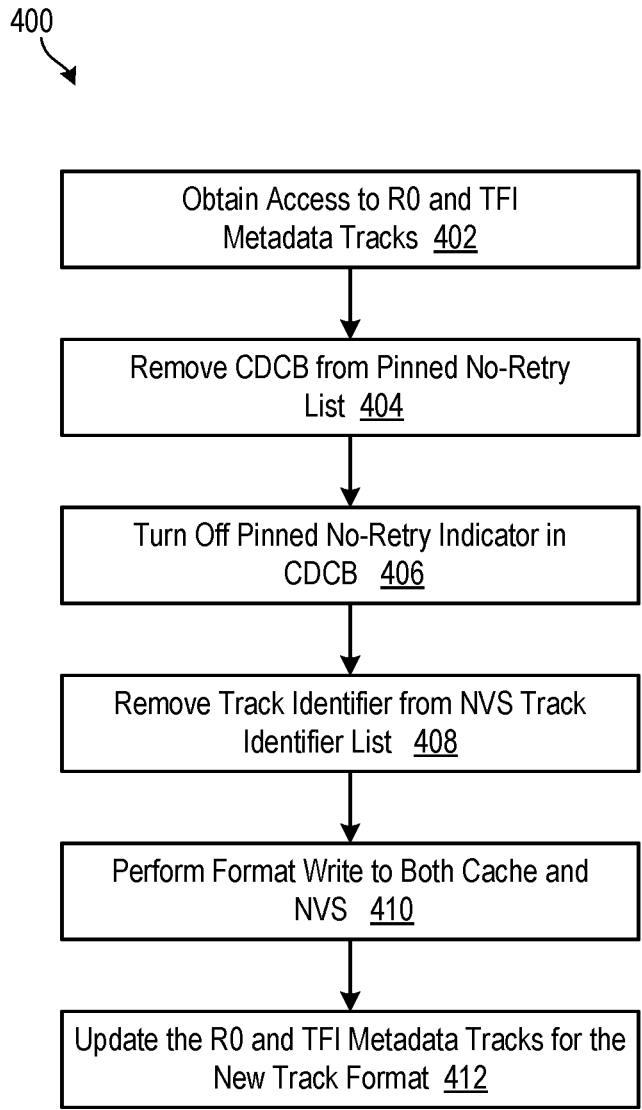 400
Obtain Access to R0 and TFI
Metadata Tracks 402
Remove CDCB from Pinned No-Retry
List 404
Turn Off Pinned No-Retry Indicator in
CDCB 406
Remove Track Identifier from NVS Track
Identifier List 408
Perform Format Write to Both Cache and
NVS 410
Update the R0 and TFI Metadata Tracks for the
New Track Format 412